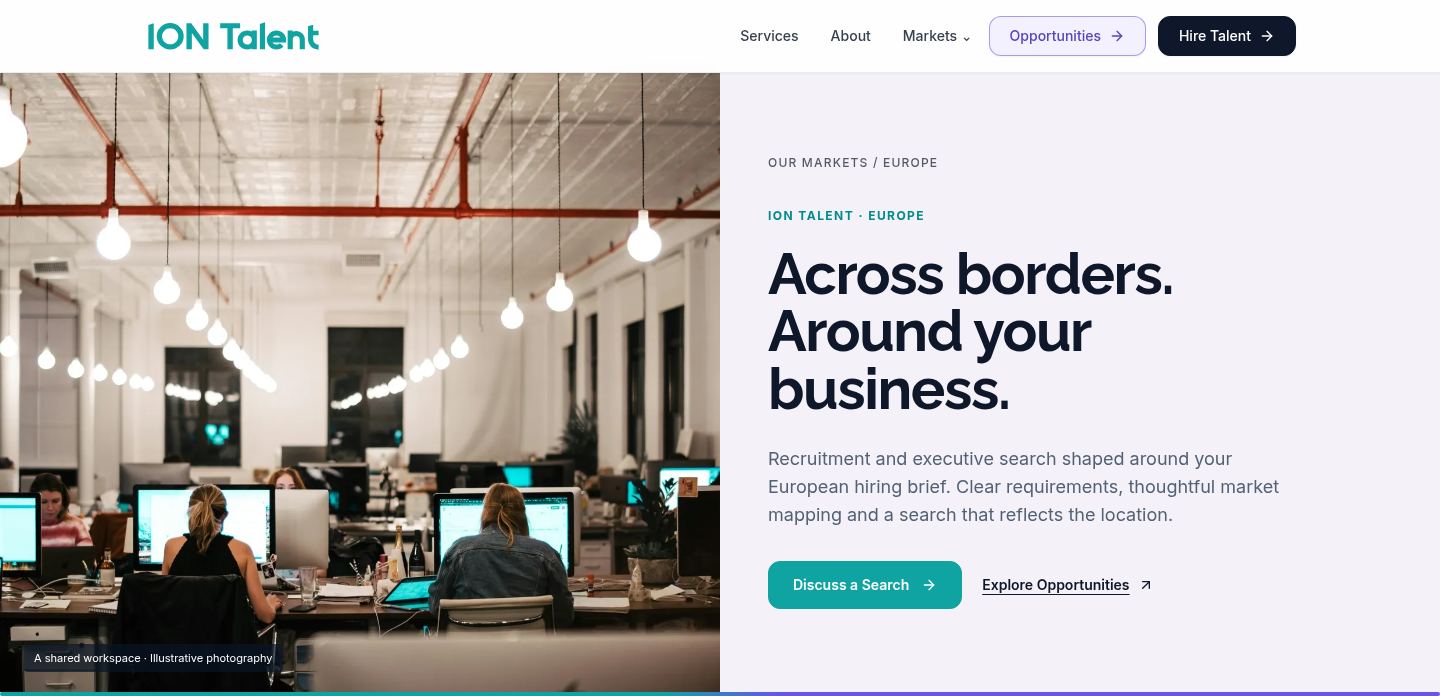 ION Talent
Services
About
Markets
Opportunities →
Hire Talent →
OUR MARKETS / EUROPE
ION TALENT · EUROPE
Across borders.
Around your
business.
Recruitment and executive search shaped around your
European hiring brief. Clear requirements, thoughtful market
mapping and a search that reflects the location.
Discuss a Search →
Explore Opportunities ↗
A shared workspace · Illustrative photography